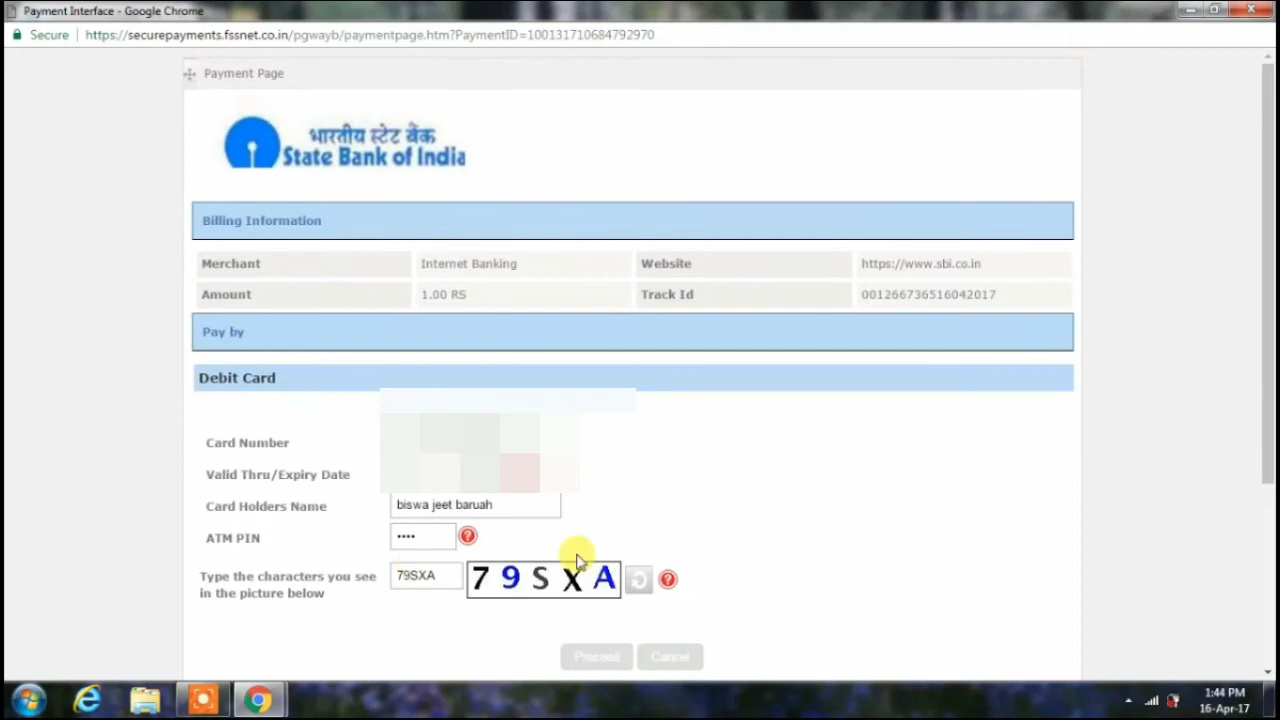 Payment Interface - Google Chrome
Secure https://securepayments.fssnet.co.in/pgwayb/paymentpage.htm?PaymentID=100131710684792970
Payment Page
भारतीय स्टेट बैंक
State Bank of India
Billing Information
Merchant Internet Banking Website https://www.sbi.co.in
Amount 1.00 RS Track Id 001266736516042017
Pay by
Debit Card
Card Number
Valid Thru/Expiry Date
Card Holders Name biswa jeet baruah
ATM PIN ••••
Type the characters you see 79SXA 79SXA
in the picture below
Proceed Cancel
1:44 PM
16-Apr-17